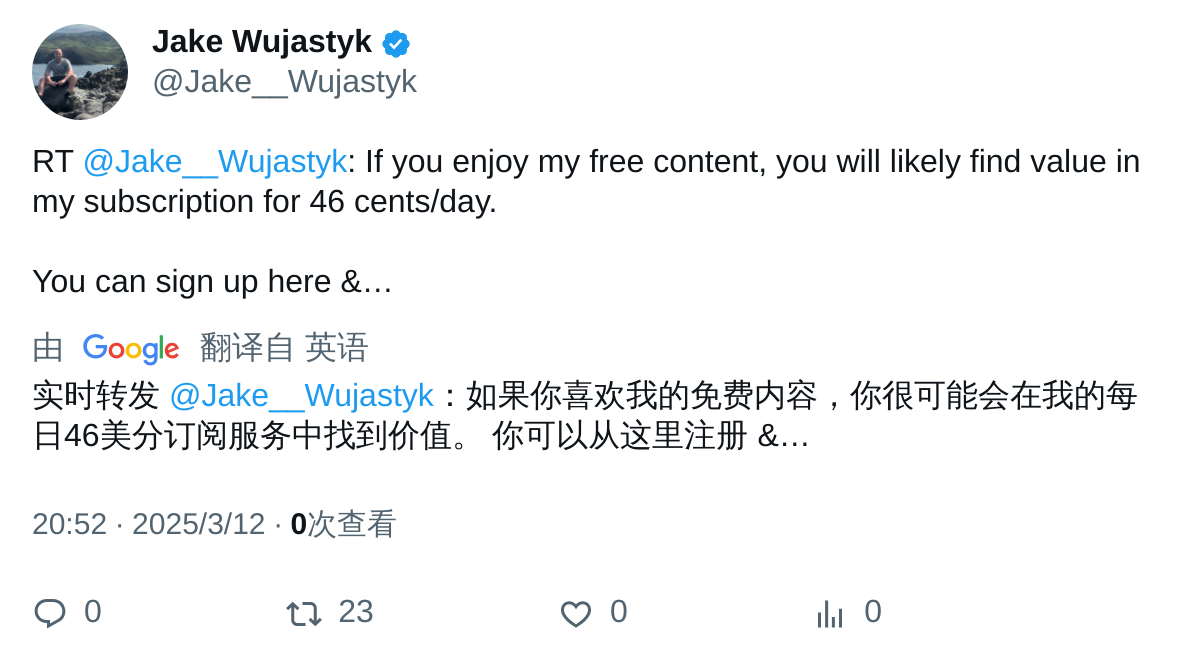 Jake Wujastyk
@Jake__Wujastyk
RT @Jake__Wujastyk: If you enjoy my free content, you will likely find value in
my subscription for 46 cents/day.
You can sign up here &…
由 Google 翻译自 英语
实时转发 @Jake__Wujastyk：如果你喜欢我的免费内容，你很可能会在我的每
日46美分订阅服务中找到价值。 你可以从这里注册 &…
20:52 · 2025/3/12 · 0次查看
0 23 0 0